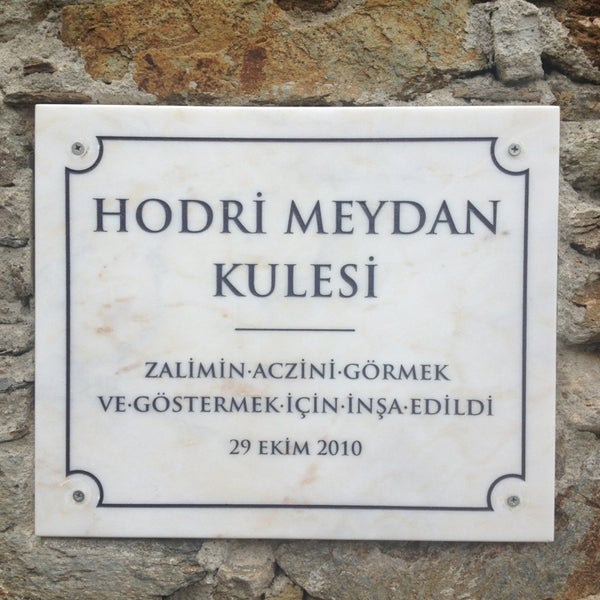 HODRİ MEYDAN
KULESİ
ZALİMİN·ACZİNİ·GÖRMEK
VE·GÖSTERMEK·İÇİN·İNŞA·EDİLDİ
29 EKİM 2010